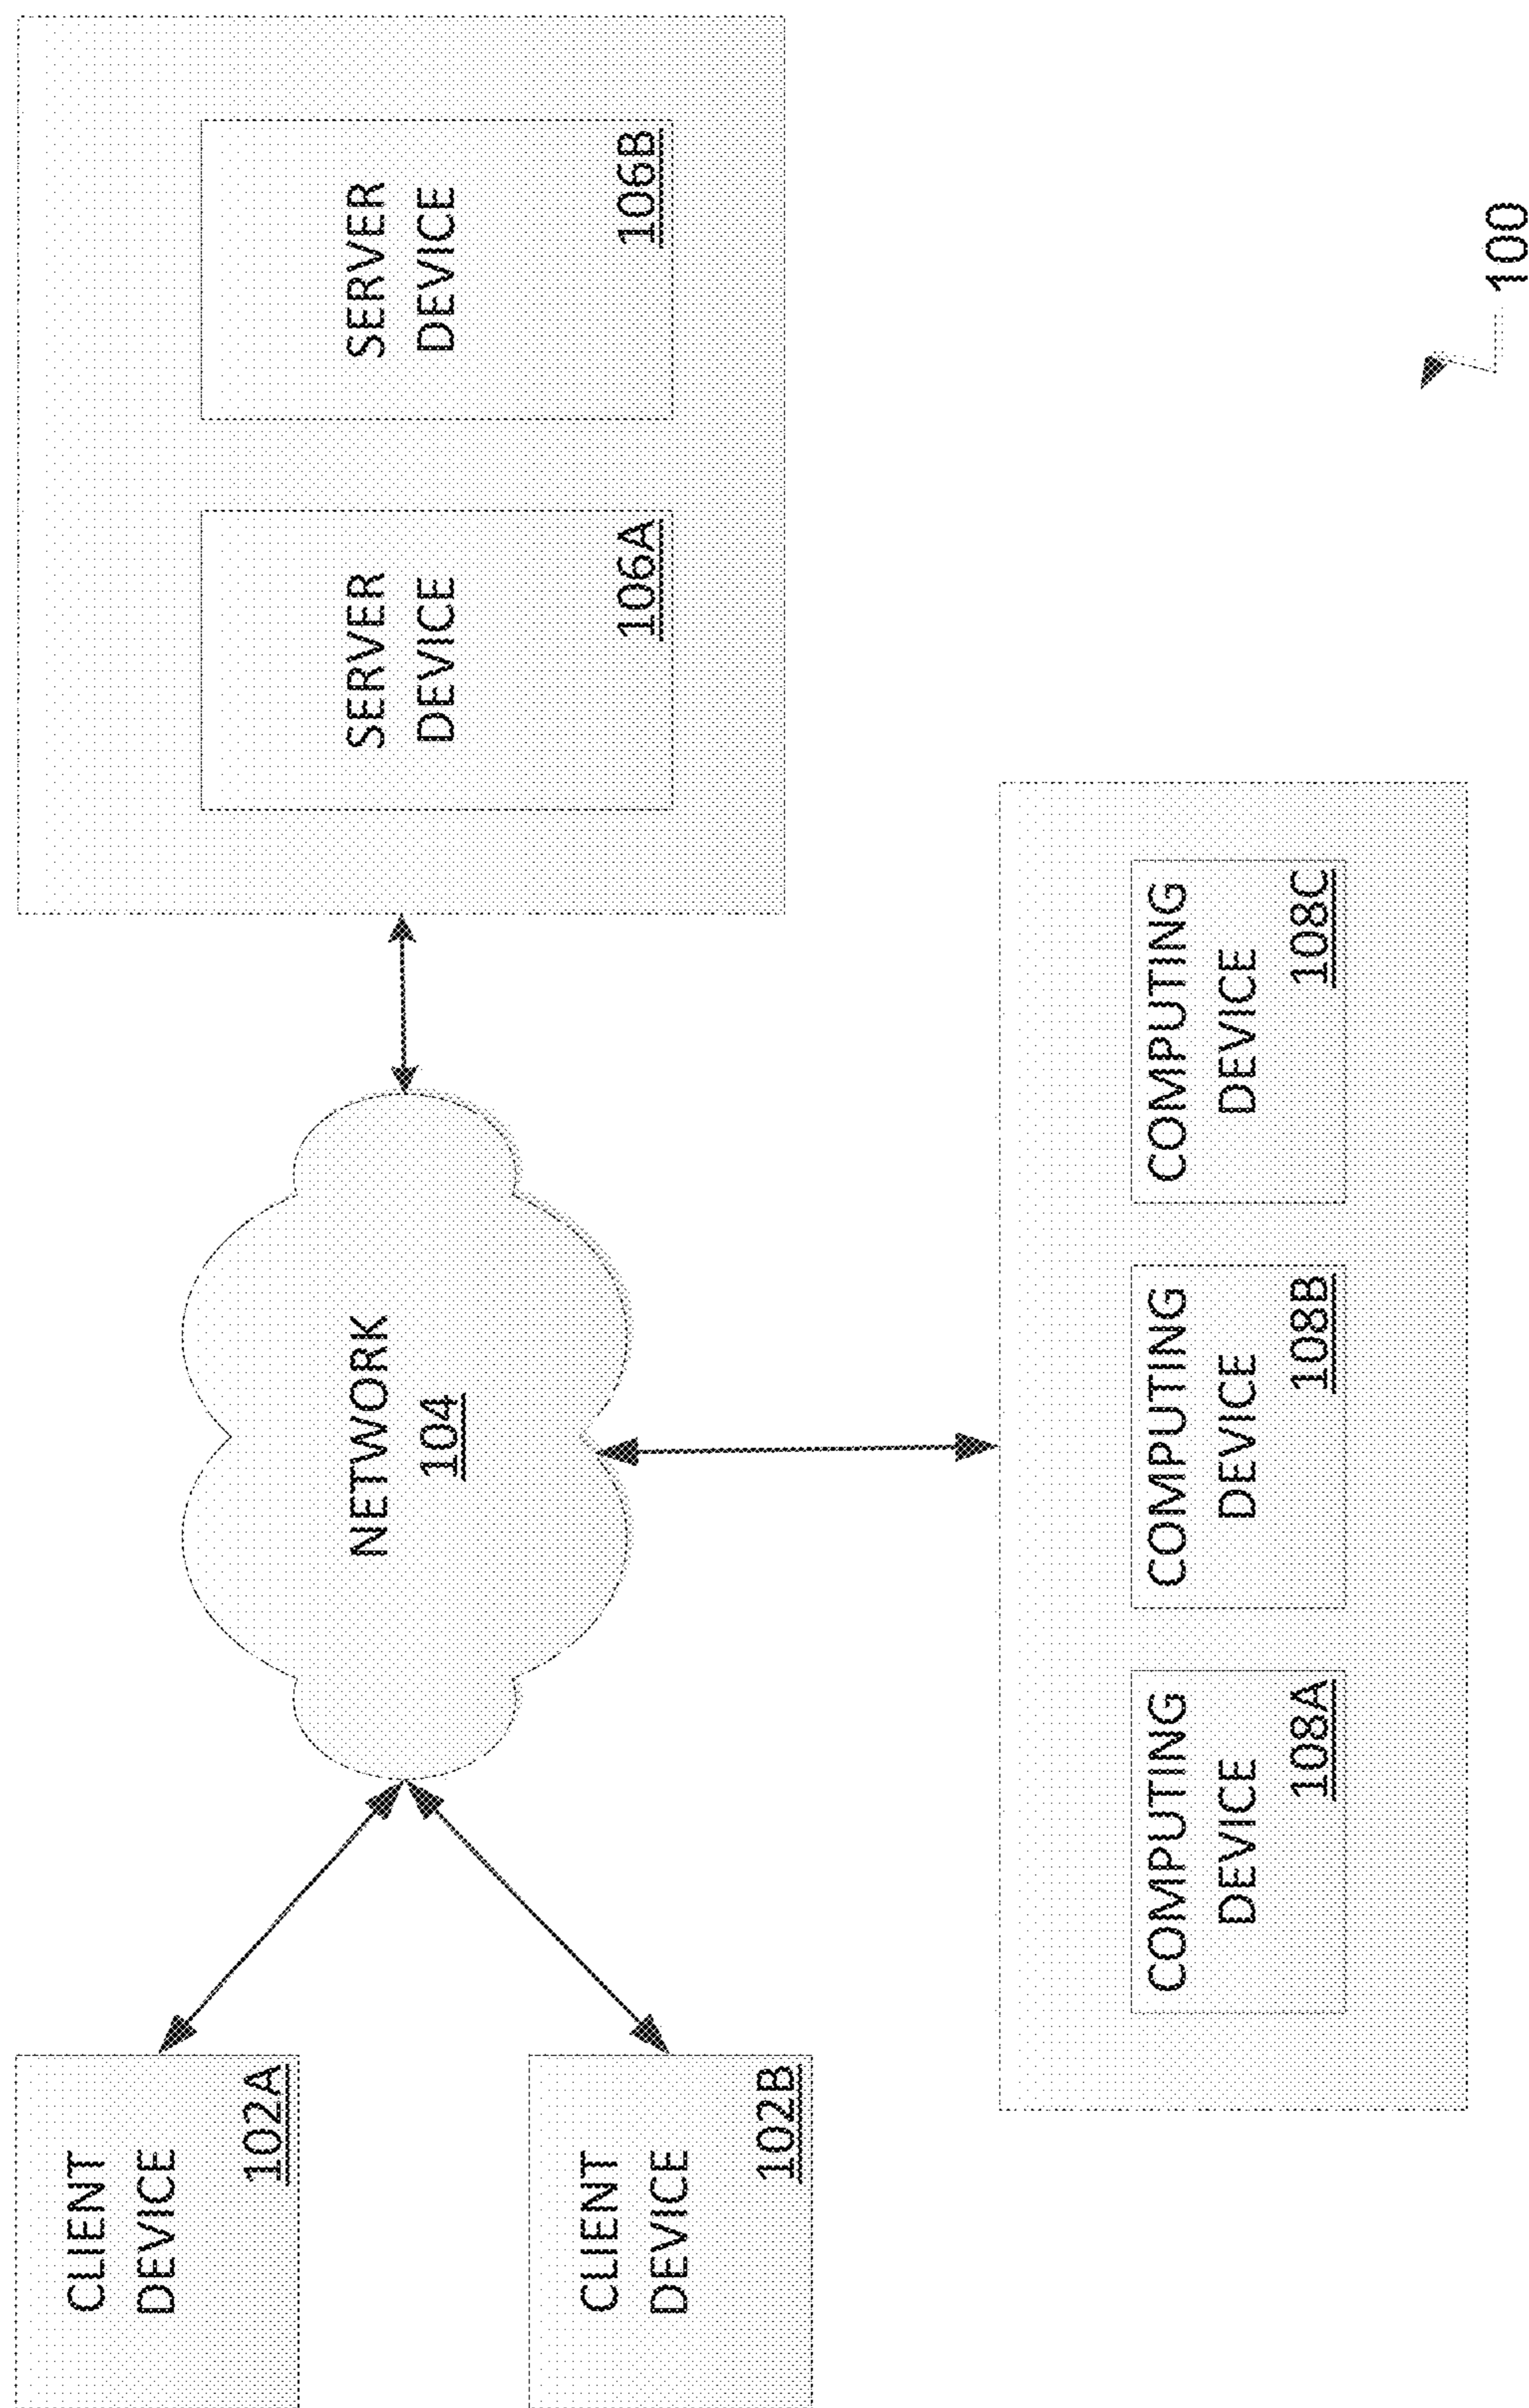 CLIENT
DEVICE
102A
CLIENT
DEVICE
102B
NETWORK
104
SERVER
DEVICE
106A
SERVER
DEVICE
106B
COMPUTING
DEVICE
108A
COMPUTING
DEVICE
108B
COMPUTING
DEVICE
108C
100